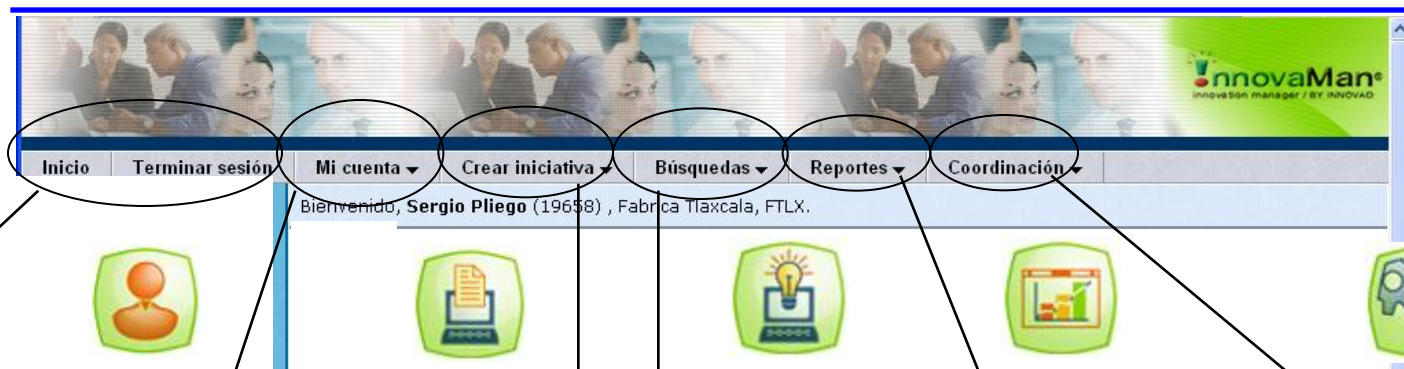 InnovaMan®
innovation manager / BY INNOVAD
Inicio Terminar sesión Mi cuenta Crear iniciativa Búsquedas Reportes Coordinación
Bienvenido, Sergio Pliego (19658) , Fabrica Tlaxcala, FTLX.